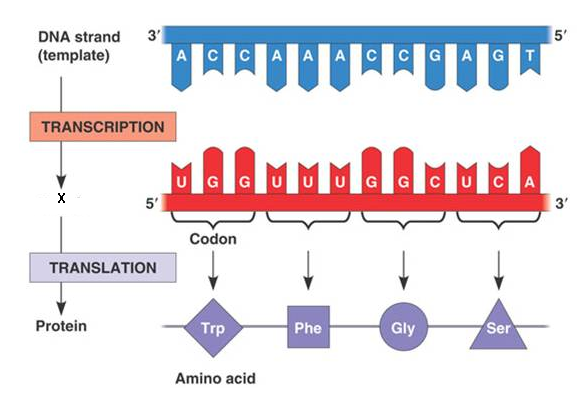 DNA strand
(template)
3′ 5′
A C C A A A C C G A G T
TRANSCRIPTION
U G G U U U G G C U C A
X
5′ 3′
Codon
TRANSLATION
Protein
Trp Phe Gly Ser
Amino acid